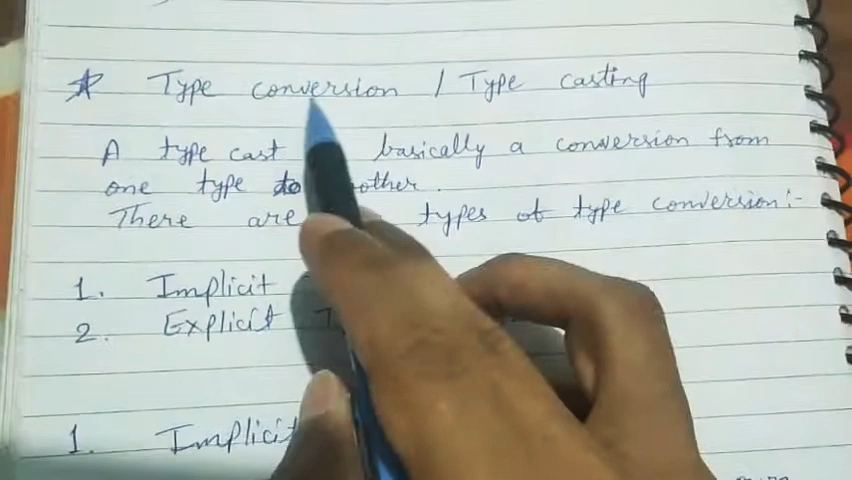 * Type conversion / Type casting
A type cast basically a conversion from
one type to other.
There are types of type conversion :-
1. Implicit
2. Explicit T
1. Implicit